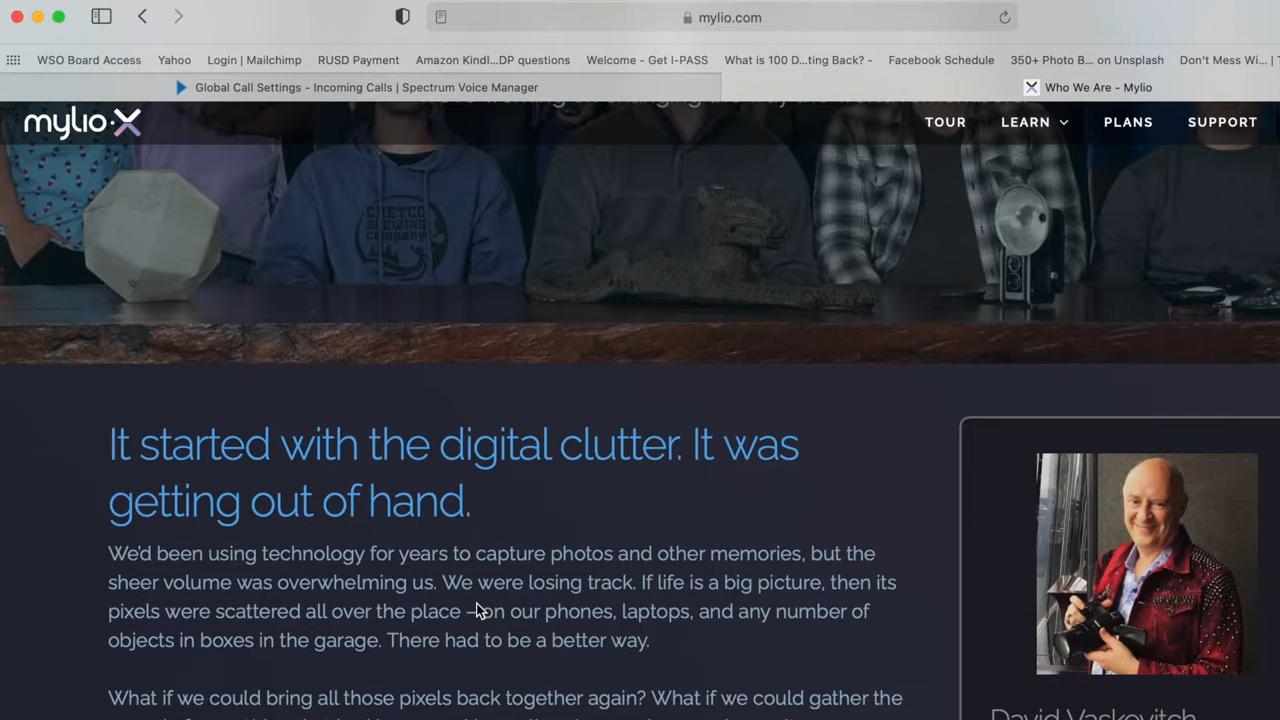 mylio.com
WSO Board Access Yahoo Login | Mailchimp RUSD Payment Amazon Kindl...DP questions Welcome - Get I-PASS What is 100 D...ting Back? - Facebook Schedule 350+ Photo B... on Unsplash Don't Mess Wi... | T
Global Call Settings - Incoming Calls | Spectrum Voice Manager Who We Are - Mylio
mylio X TOUR LEARN PLANS SUPPORT
CHETCO
BREWING
COMPANY
It started with the digital clutter. It was
getting out of hand.
We'd been using technology for years to capture photos and other memories, but the
sheer volume was overwhelming us. We were losing track. If life is a big picture, then its
pixels were scattered all over the place – on our phones, laptops, and any number of
objects in boxes in the garage. There had to be a better way.
What if we could bring all those pixels back together again? What if we could gather the
David Vaskevitch